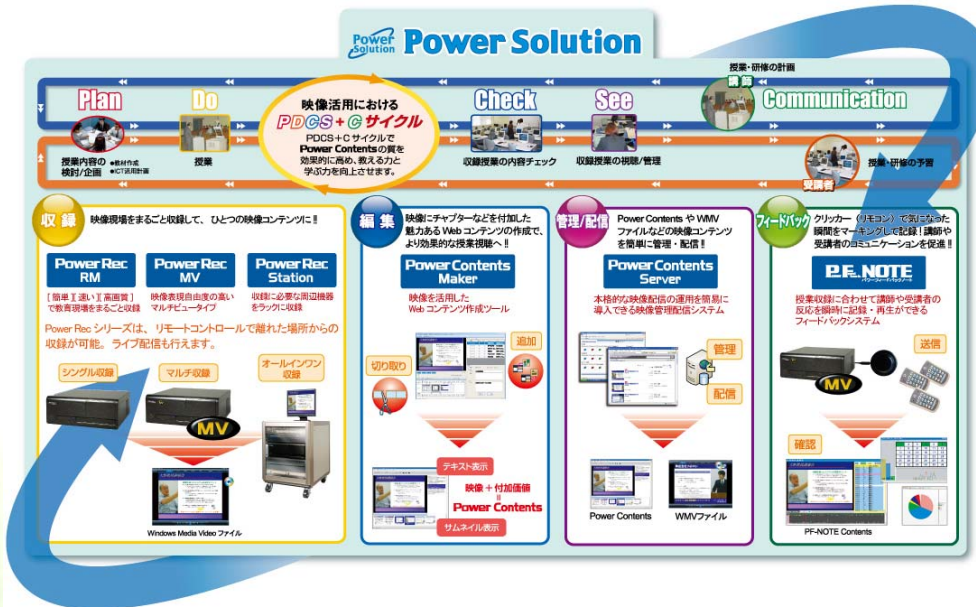 Power Solution
Power Solution
Plan
Do
映像活用における
PDCS+Cサイクル
PDCS+Cサイクルで
Power Contentsの質を
効果的に高め、教える力と
学ぶ力を向上させます。
Check
See
授業・研修の計画
講師
Communication
授業内容の
検討/企画
●教材作成
●ICT活用計画
授業
収録授業の内容チェック
収録授業の視聴/管理
受講者
授業・研修の予習
収録
映像現場をまるごと収録して、ひとつの映像コンテンツに!!
Power Rec
RM
Power Rec
MV
Power Rec
Station
[簡単][速い][高画質]
で教育現場をまるごと収録
映像表現自由度の高い
マルチビュータイプ
収録に必要な周辺機器
をラックに収録
Power Rec シリーズは、リモートコントロールで離れた場所からの
収録が可能。ライブ配信も行えます。
シングル収録
マルチ収録
オールインワン
収録
MV
Windows Media Video ファイル
編集
映像にチャプターなどを付加した
魅力ある Web コンテンツの作成で、
より効果的な授業視聴へ!!
Power Contents
Maker
映像を活用した
Web コンテンツ作成ツール
切り取り
追加
テキスト表示
映像+付加価値
=
Power Contents
サムネイル表示
管理/配信
Power Contents や WMV
ファイルなどの映像コンテンツ
を簡単に管理・配信!
Power Contents
Server
本格的な映像配信の運用を簡易に
導入できる映像管理配信システム
管理
配信
Power Contents
WMVファイル
フィードバック
クリッカー(リモコン)で気になった
瞬間をマーキングして記録!講師や
受講者のコミュニケーションを促進!!
P.F.NOTE
パワーフィードバックノート
授業収録に合わせて講師や受講者の
反応を瞬時に記録・再生ができる
フィードバックシステム
送信
MV
確認
PF-NOTE Contents